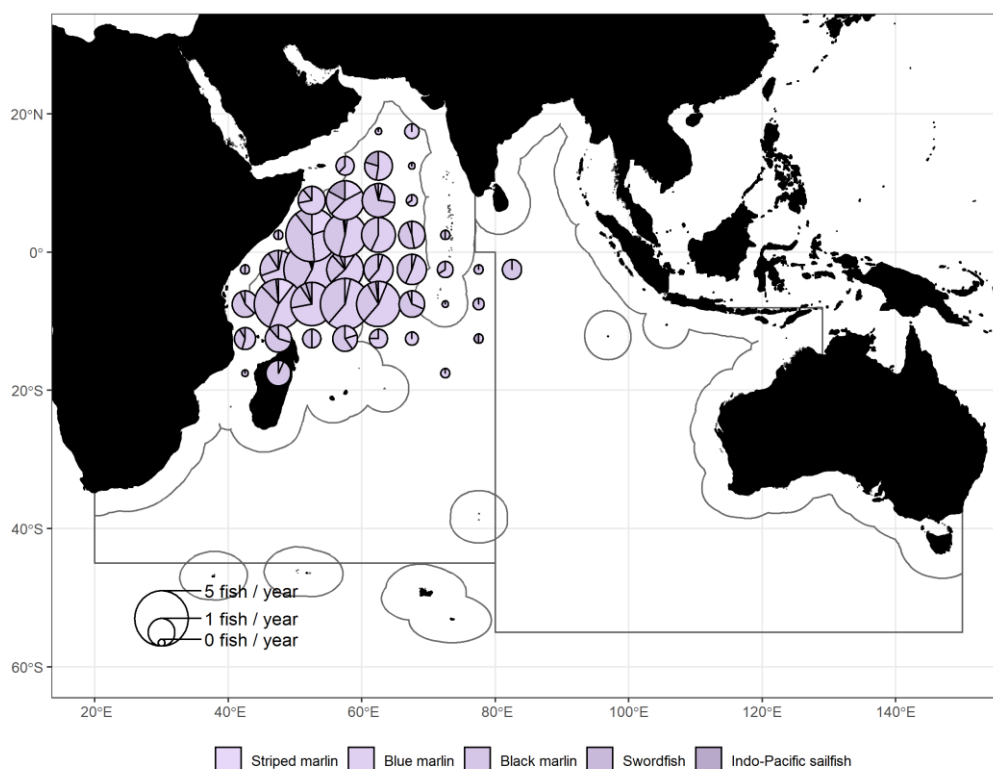 20°N
0°
20°S
40°S
5 fish / year
1 fish / year
0 fish / year
60°S
20°E 40°E 60°E 80°E 100°E 120°E 140°E
Striped marlin Blue marlin Black marlin Swordfish Indo-Pacific sailfish